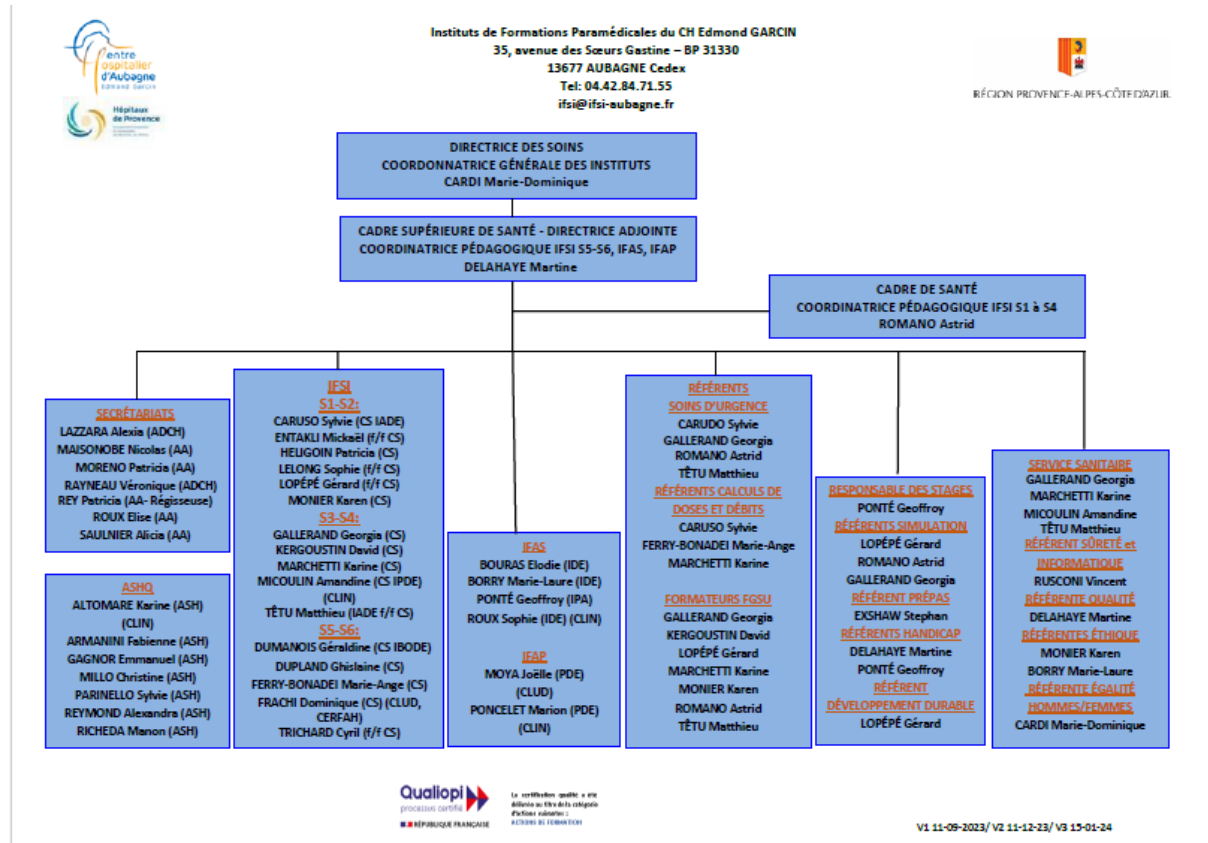 Centre
Hospitalier
d'Aubagne
EDMOND GARCIN
Hôpitaux
de Provence
Instituts de Formations Paramédicales du CH Edmond GARCIN
35, avenue des Sœurs Gastine – BP 31330
13677 AUBAGNE Cedex
Tel: 04.42.84.71.55
ifsi@ifsi-aubagne.fr
RÉGION PROVENCE-ALPES-CÔTE D'AZUR
DIRECTRICE DES SOINS
COORDONNATRICE GÉNÉRALE DES INSTITUTS
CARDI Marie-Dominique
CADRE SUPÉRIEURE DE SANTÉ - DIRECTRICE ADJOINTE
COORDINATRICE PÉDAGOGIQUE IFSI S5-S6, IFAS, IFAP
DELAHAYE Martine
CADRE DE SANTÉ
COORDINATRICE PÉDAGOGIQUE IFSI S1 à S4
ROMANO Astrid
SECRÉTARIATS
LAZZARA Alexia (ADCH)
MAISONOBE Nicolas (AA)
MORENO Patricia (AA)
RAYNEAU Véronique (ADCH)
REY Patricia (AA- Régisseuse)
ROUX Elise (AA)
SAULNIER Alicia (AA)
ASHQ
ALTOMARE Karine (ASH)
(CLIN)
ARMANINI Fabienne (ASH)
GAGNOR Emmanuel (ASH)
MILLO Christine (ASH)
PARINELLO Sylvie (ASH)
REYMOND Alexandra (ASH)
RICHEDA Manon (ASH)
IFSI
S1-S2:
CARUSO Sylvie (CS IADE)
ENTAKLI Mickaël (f/f CS)
HELIGOIN Patricia (CS)
LELONG Sophie (f/f CS)
LOPÉPÉ Gérard (f/f CS)
MONIER Karen (CS)
S3-S4:
GALLERAND Georgia (CS)
KERGOUSTIN David (CS)
MARCHETTI Karine (CS)
MICOULIN Amandine (CS IPDE)
(CLIN)
TÊTU Matthieu (IADE f/f CS)
S5-S6:
DUMANOIS Géraldine (CS IBODE)
DUPLAND Ghislaine (CS)
FERRY-BONADEI Marie-Ange (CS)
FRACHI Dominique (CS) (CLUD,
CERFAH)
TRICHARD Cyril (f/f CS)
IFAS
BOURAS Elodie (IDE)
BORRY Marie-Laure (IDE)
PONTÉ Geoffroy (IPA)
ROUX Sophie (IDE) (CLIN)
IFAP
MOYA Joëlle (PDE)
(CLUD)
PONCELET Marion (PDE)
(CLIN)
RÉFÉRENTS
SOINS D'URGENCE
CARUDO Sylvie
GALLERAND Georgia
ROMANO Astrid
TÊTU Matthieu
RÉFÉRENTS CALCULS DE
DOSES ET DÉBITS
CARUSO Sylvie
FERRY-BONADEI Marie-Ange
MARCHETTI Karine
FORMATEURS FGSU
GALLERAND Georgia
KERGOUSTIN David
LOPÉPÉ Gérard
MARCHETTI Karine
MONIER Karen
ROMANO Astrid
TÊTU Matthieu
RESPONSABLE DES STAGES
PONTÉ Geoffroy
RÉFÉRENTS SIMULATION
LOPÉPÉ Gérard
ROMANO Astrid
GALLERAND Georgia
RÉFÉRENT PRÉPAS
EXSHAW Stephan
RÉFÉRENTS HANDICAP
DELAHAYE Martine
PONTÉ Geoffroy
RÉFÉRENT
DÉVELOPPEMENT DURABLE
LOPÉPÉ Gérard
SERVICE SANITAIRE
GALLERAND Georgia
MARCHETTI Karine
MICOULIN Amandine
TÊTU Matthieu
RÉFÉRENT SÛRETÉ et
INFORMATIQUE
RUSCONI Vincent
RÉFÉRENTE QUALITÉ
DELAHAYE Martine
RÉFÉRENTES ÉTHIQUE
MONIER Karen
BORRY Marie-Laure
RÉFÉRENTE ÉGALITÉ
HOMMES/FEMMES
CARDI Marie-Dominique
Qualiopi
processus certifié
RÉPUBLIQUE FRANÇAISE
La certification qualité a été
délivrée au titre de la catégorie
d'actions suivantes :
ACTIONS DE FORMATION
V1 11-09-2023/ V2 11-12-23/ V3 15-01-24